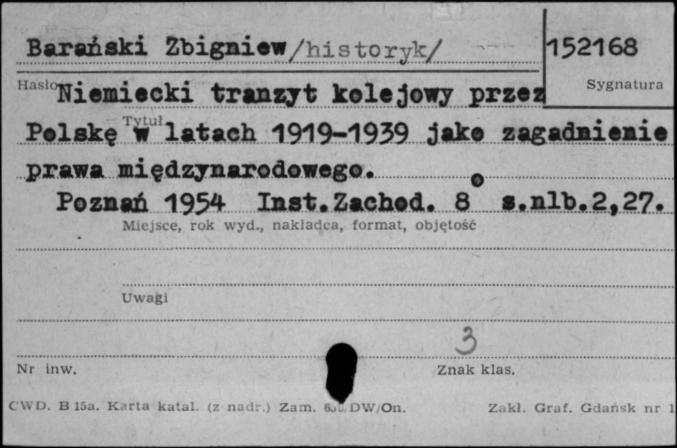 Barański Zbigniew/historyk/ 152168
Hasło Sygnatura
Niemiecki tranzyt kolejowy przez
Tytuł
Polskę w latach 1919-1939 jako zagadnienie
prawa międzynarodowego.
Poznań 1954 Inst.Zachod. 8° s.nlb.2,27.
Miejsce, rok wyd., nakładca, format, objętość
Uwagi
3
Nr inw. Znak klas.
CWD. B 15a. Karta katal. (z nadr.) Zam. DW/On. Zakł. Graf. Gdańsk nr 1